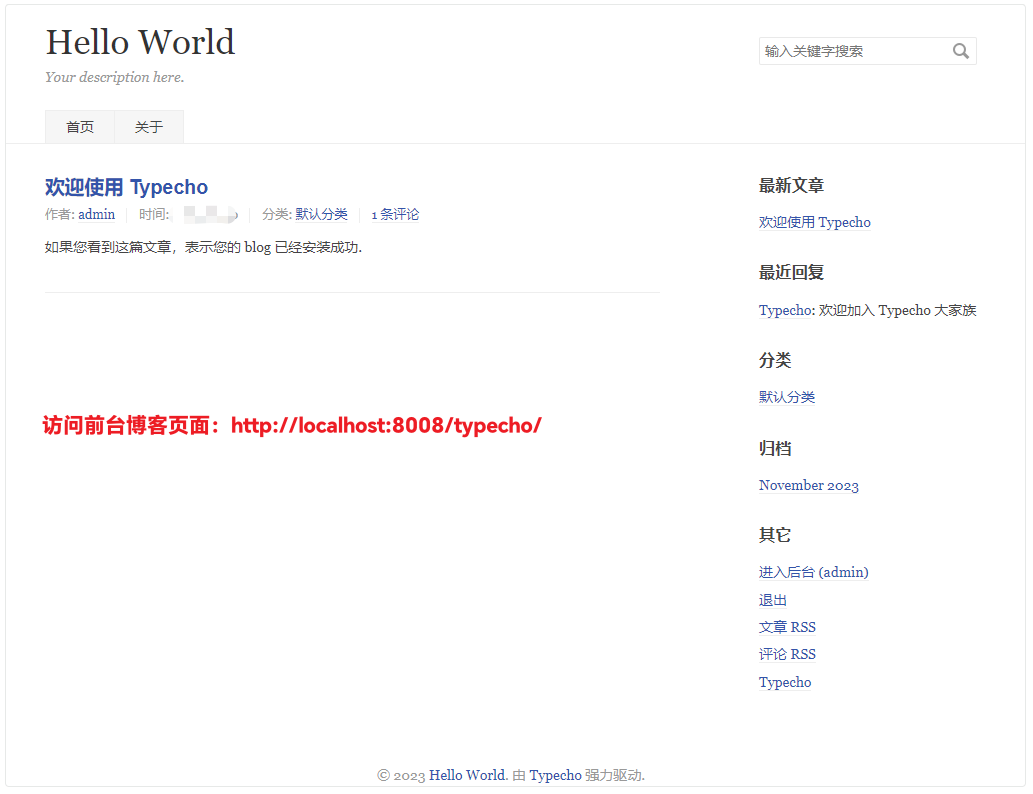 Hello World
Your description here.
输入关键字搜索
首页 关于
欢迎使用 Typecho
作者: admin 时间: 分类: 默认分类 1 条评论
如果您看到这篇文章，表示您的 blog 已经安装成功.
访问前台博客页面：http://localhost:8008/typecho/
最新文章
欢迎使用 Typecho
最近回复
Typecho: 欢迎加入 Typecho 大家族
分类
默认分类
归档
November 2023
其它
进入后台 (admin)
退出
文章 RSS
评论 RSS
Typecho
© 2023 Hello World. 由 Typecho 强力驱动.